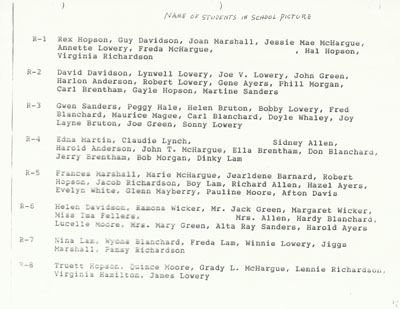 NAME OF STUDENTS IN SCHOOL PICTURE
R-1 Rex Hopson, Guy Davidson, Joan Marshall, Jessie Mae McHargue,
Annette Lowery, Freda McHargue, , Hal Hopson,
Virginia Richardson
R-2 David Davidson, Lynwell Lowery, Joe V. Lowery, John Green,
Harlon Anderson, Robert Lowery, Gene Ayers, Phill Morgan,
Carl Brentham, Gayle Hopson, Martine Sanders
R-3 Gwen Sanders, Peggy Hale, Helen Bruton, Bobby Lowery, Fred
Blanchard, Maurice Magee, Carl Blanchard, Doyle Whaley, Joy
Layne Bruton, Joe Green, Sonny Lowery
R-4 Edna Martin, Claudie Lynch, Sidney Allen,
Harold Anderson, John T. McHargue, Ella Brentham, Don Blanchard,
Jerry Brentham, Bob Morgan, Dinky Lam
R-5 Frances Marshall, Marie McHargue, Jearldene Barnard, Robert
Hopson, Jacob Richardson, Boy Lam, Richard Allen, Hazel Ayers,
Evelyn White, Glenn Mayberry, Pauline Moore, Afton Davis
R-6 Helen Davidson, Ramona Wicker, Mr. Jack Green, Margaret Wicker,
Miss Ima Fellers, Mrs. Allen, Hardy Blanchard,
Lucelle Moore, Mrs. Mary Green, Alta Ray Sanders, Harold Ayers
R-7 Nina Lam, Wyona Blanchard, Freda Lam, Winnie Lowery, Jiggs
Marshall, Pansy Richardson
R-8 Truett Hopson, Quince Moore, Grady L. McHargue, Lennie Richardson,
Virginia Hamilton, James Lowery